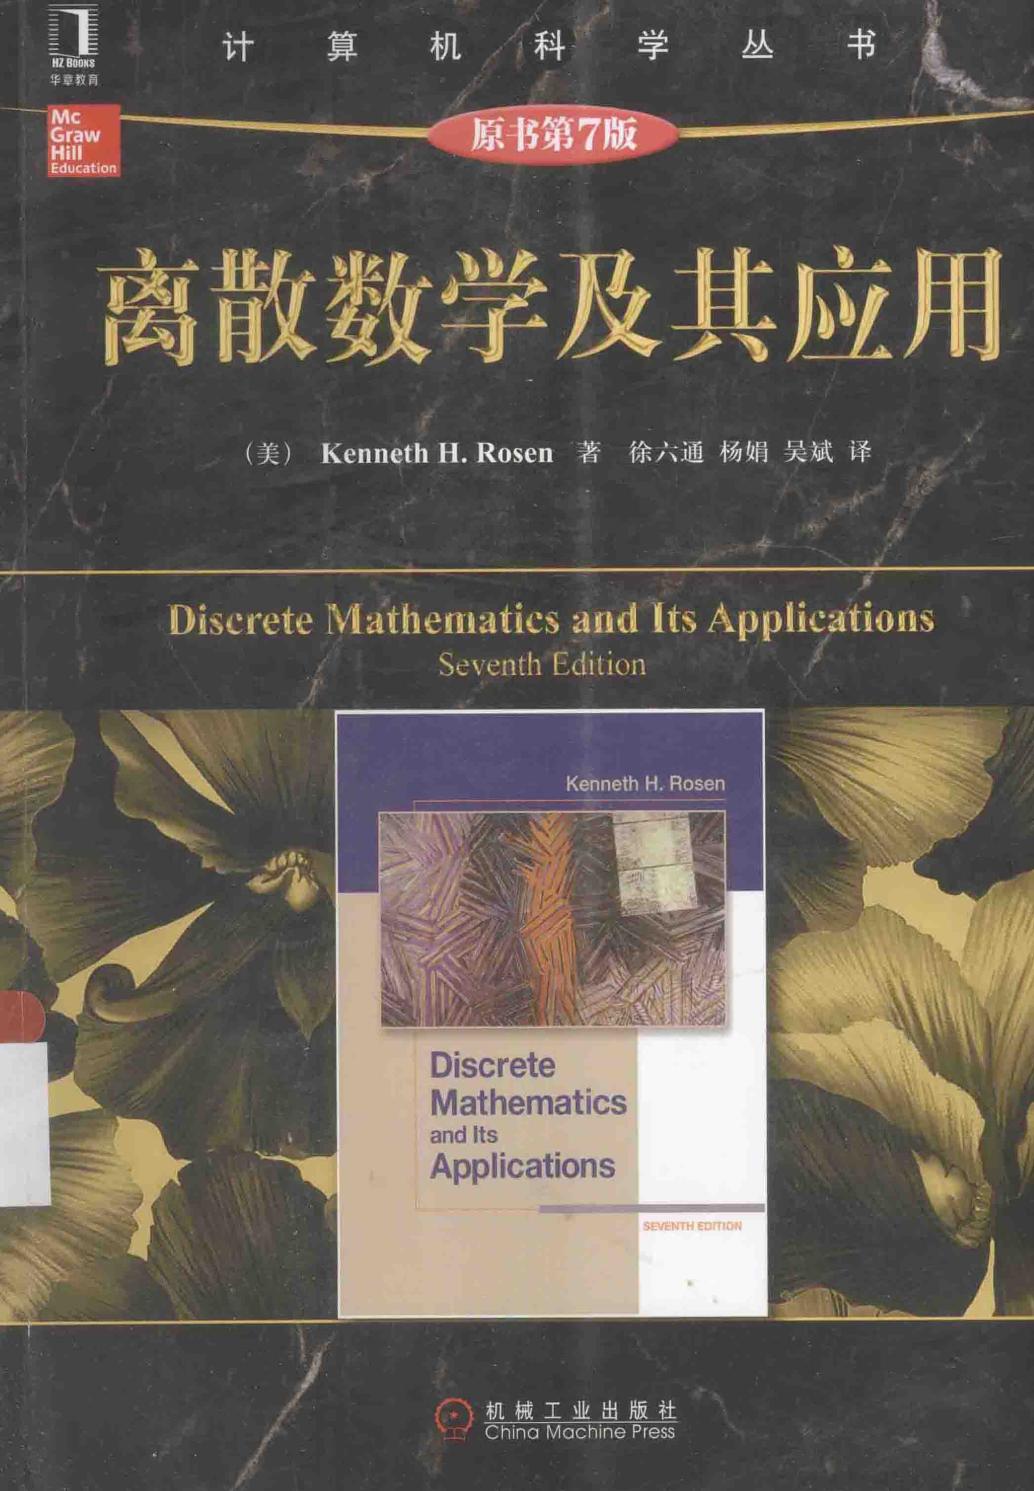 计算机科学丛书
HZ BOOKS
华章教育
Mc
Graw
Hill
Education
原书第7版
离散数学及其应用
（美） Kenneth H. Rosen 著 徐六通 杨娟 吴斌 译
Discrete Mathematics and Its Applications
Seventh Edition
Kenneth H. Rosen
Discrete
Mathematics
and Its
Applications
SEVENTH EDITION
机械工业出版社
China Machine Press